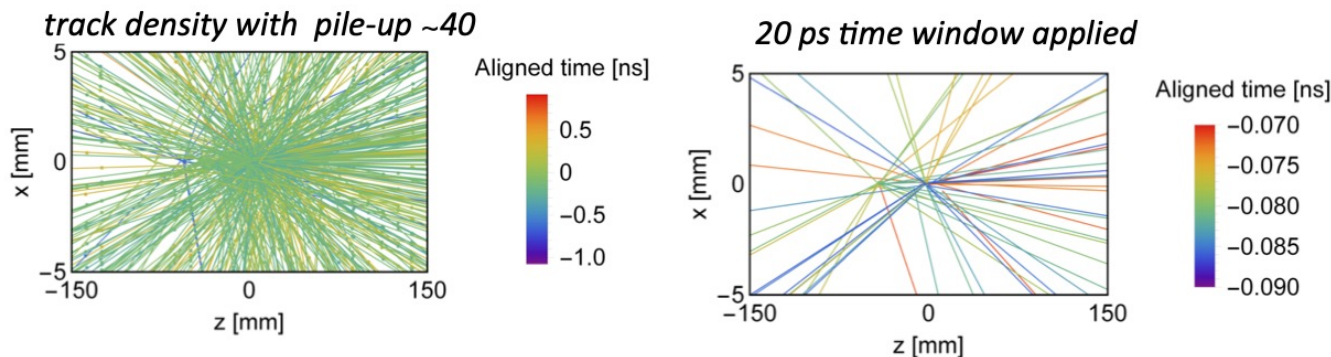 track density with pile-up ~40
Aligned time [ns]
0.5
0
−0.5
−1.0
5
0
−5
x [mm]
−150
0
150
z [mm]
20 ps time window applied
Aligned time [ns]
−0.070
−0.075
−0.080
−0.085
−0.090
5
0
−5
x [mm]
−150
0
150
z [mm]